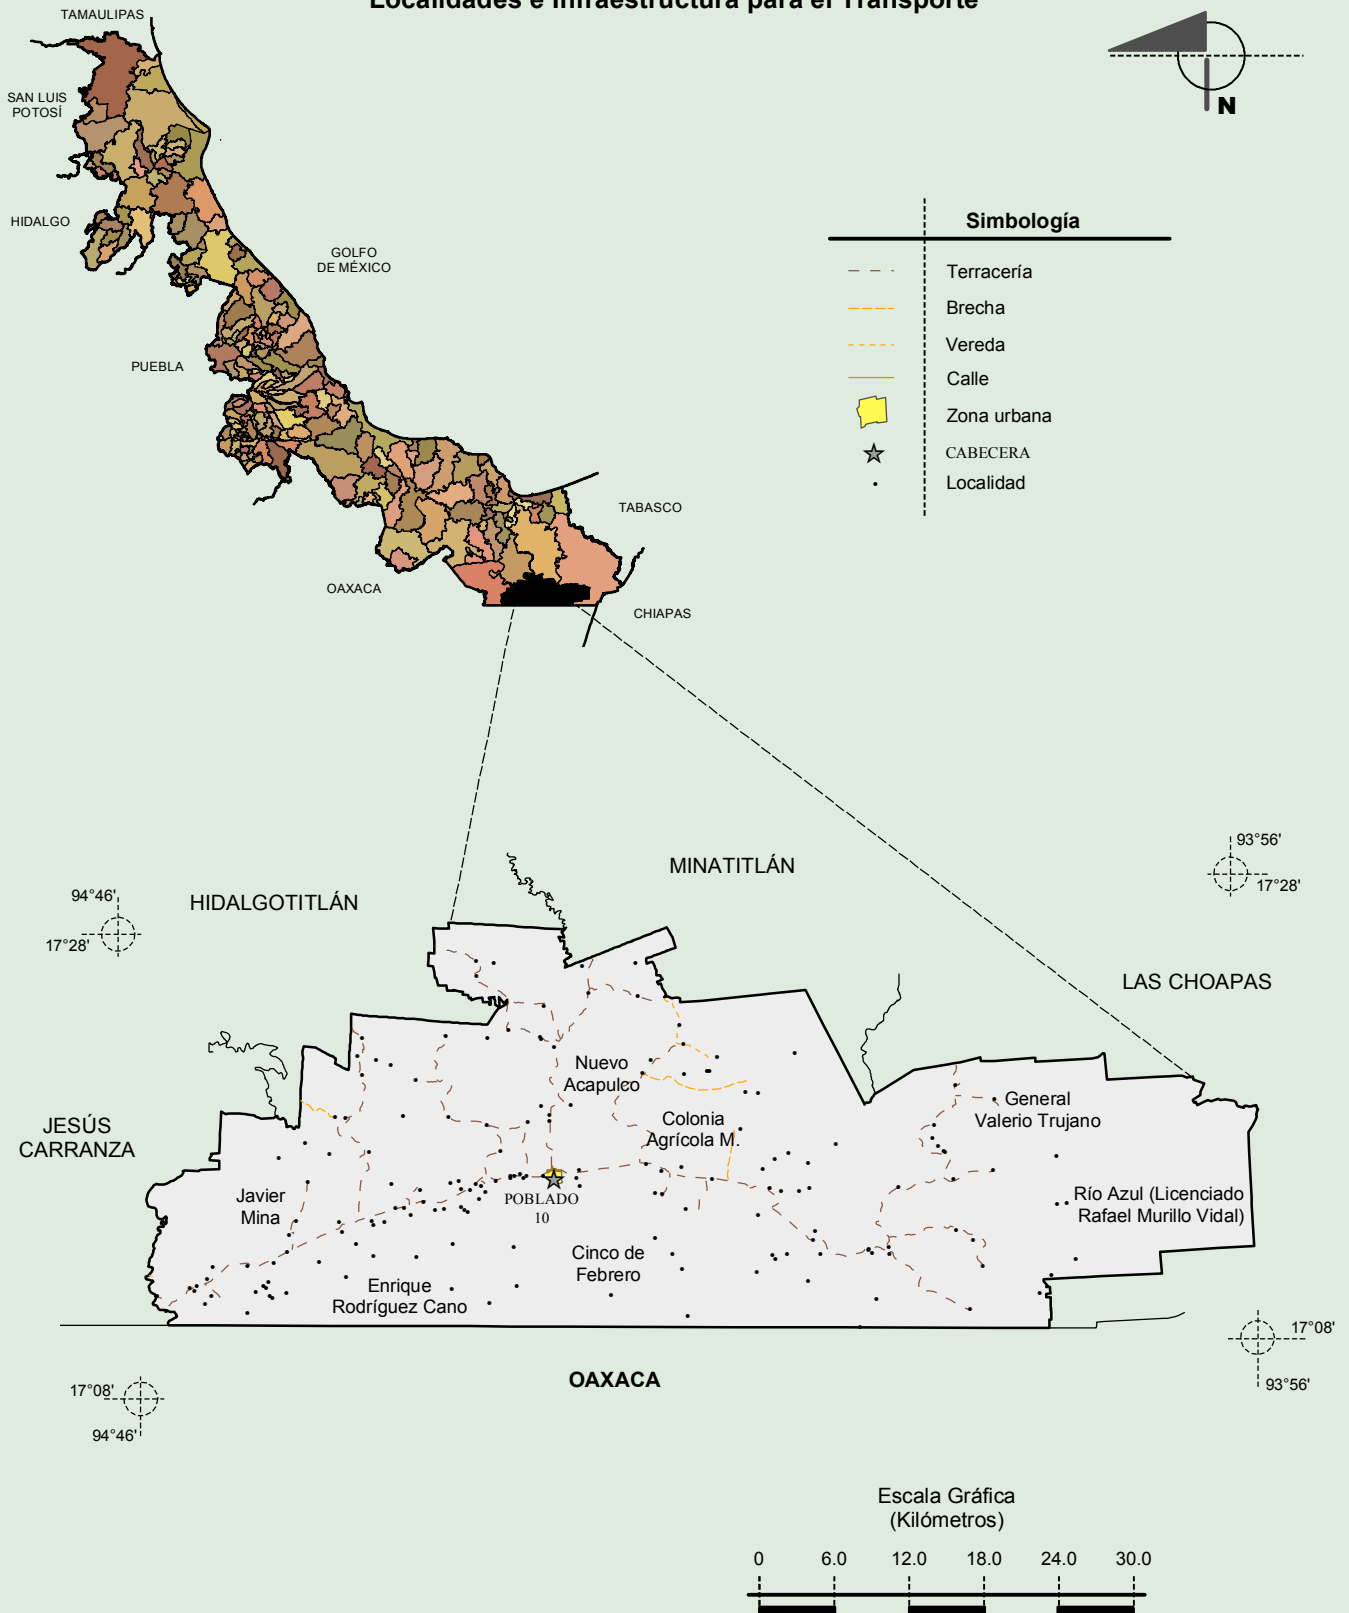 Localidades e Infraestructura para el Transporte
TAMAULIPAS
SAN LUIS
POTOSÍ
HIDALGO
GOLFO
DE MÉXICO
PUEBLA
TABASCO
OAXACA
CHIAPAS
N
Simbología
Terracería
Brecha
Vereda
Calle
Zona urbana
CABECERA
Localidad
93°56'
17°28'
94°46'
17°28'
HIDALGOTITLÁN
MINATITLÁN
LAS CHOAPAS
JESÚS
CARRANZA
Nuevo
Acapulco
Colonia
Agrícola M.
General
Valerio Trujano
Javier
Mina
POBLADO
10
Río Azul (Licenciado
Rafael Murillo Vidal)
Cinco de
Febrero
Enrique
Rodríguez Cano
OAXACA
17°08'
93°56'
17°08'
94°46'
Escala Gráfica
(Kilómetros)
0 6.0 12.0 18.0 24.0 30.0